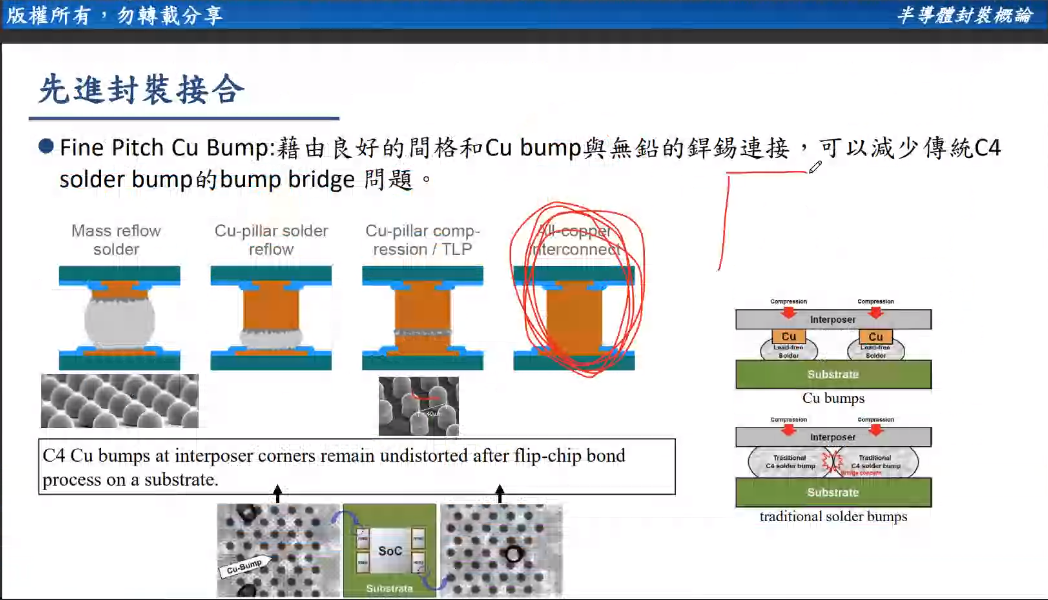 版權所有，勿轉載分享
半導體封裝概論
先進封裝接合
Fine Pitch Cu Bump:藉由良好的間格和Cu bump與無鉛的銲錫連接，可以減少傳統C4
solder bump的bump bridge 問題。
Mass reflow
solder
Cu-pillar solder
reflow
Cu-pillar comp-
ression / TLP
All-copper
interconnect
Compression
Compression
Interposer
Cu
Cu
Lead-free
Solder
Lead-free
Solder
Substrate
Cu bumps
Compression
Compression
Interposer
Traditional
C4 solder bump
Traditional
C4 solder bump
Substrate
traditional solder bumps
C4 Cu bumps at interposer corners remain undistorted after flip-chip bond
process on a substrate.
Cu-Bump
SoC
Substrate